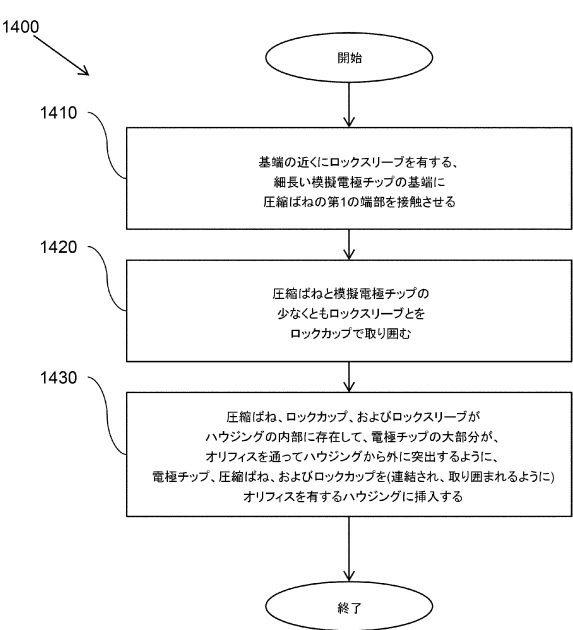 1400
開始
1410
基端の近くにロックスリーブを有する、
細長い模擬電極チップの基端に
圧縮ばねの第1の端部を接触させる
1420
圧縮ばねと模擬電極チップの
少なくともロックスリーブとを
ロックカップで取り囲む
1430
圧縮ばね、ロックカップ、およびロックスリーブが
ハウジングの内部に存在して、電極チップの大部分が、
オリフィスを通ってハウジングから外に突出するように、
電極チップ、圧縮ばね、およびロックカップを(連結され、取り囲まれるように)
オリフィスを有するハウジングに挿入する
終了